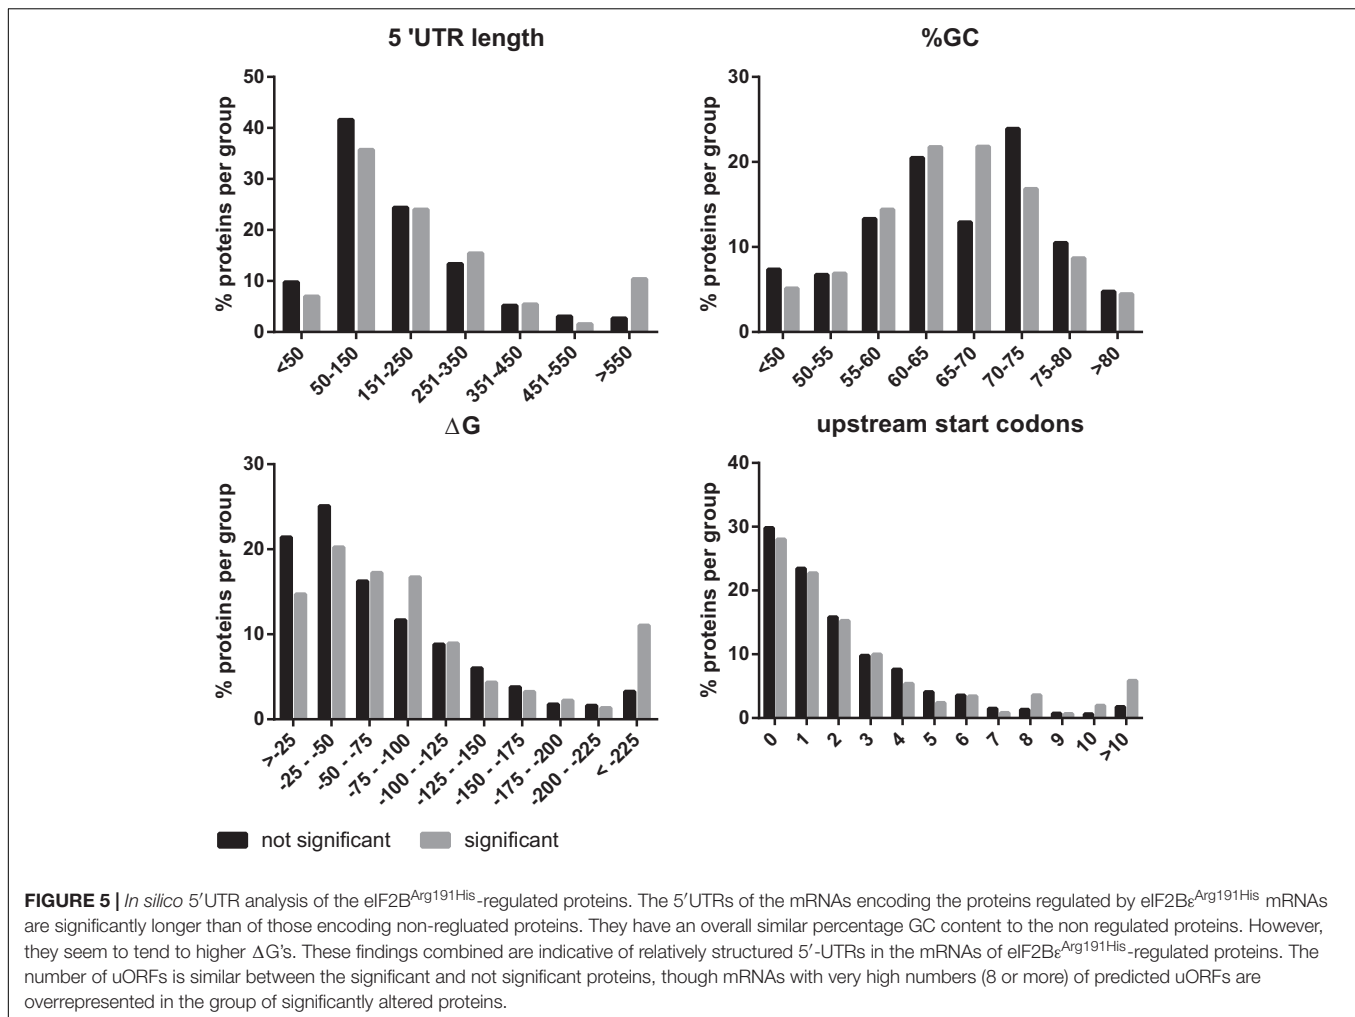 5 'UTR length
% proteins per group
50
40
30
20
10
0
<50
50-150
151-250
251-350
351-450
451-550
>550
%GC
% proteins per group
30
20
10
0
<50
50-55
55-60
60-65
65-70
70-75
75-80
>80
ΔG
% proteins per group
30
20
10
0
>-25
-25 - -50
-50 - -75
-75 - -100
-100 - -125
-125 - -150
-150 - -175
-175 - -200
-200 - -225
< -225
upstream start codons
% proteins per group
40
30
20
10
0
0
1
2
3
4
5
6
7
8
9
10
>10
not significant
significant
FIGURE 5 | In silico 5′UTR analysis of the eIF2B^Arg191His-regulated proteins. The 5′UTRs of the mRNAs encoding the proteins regulated by eIF2Bε^Arg191His mRNAs
are significantly longer than of those encoding non-regluated proteins. They have an overall similar percentage GC content to the non regulated proteins. However,
they seem to tend to higher ΔG's. These findings combined are indicative of relatively structured 5′-UTRs in the mRNAs of eIF2Bε^Arg191His-regulated proteins. The
number of uORFs is similar between the significant and not significant proteins, though mRNAs with very high numbers (8 or more) of predicted uORFs are
overrepresented in the group of significantly altered proteins.